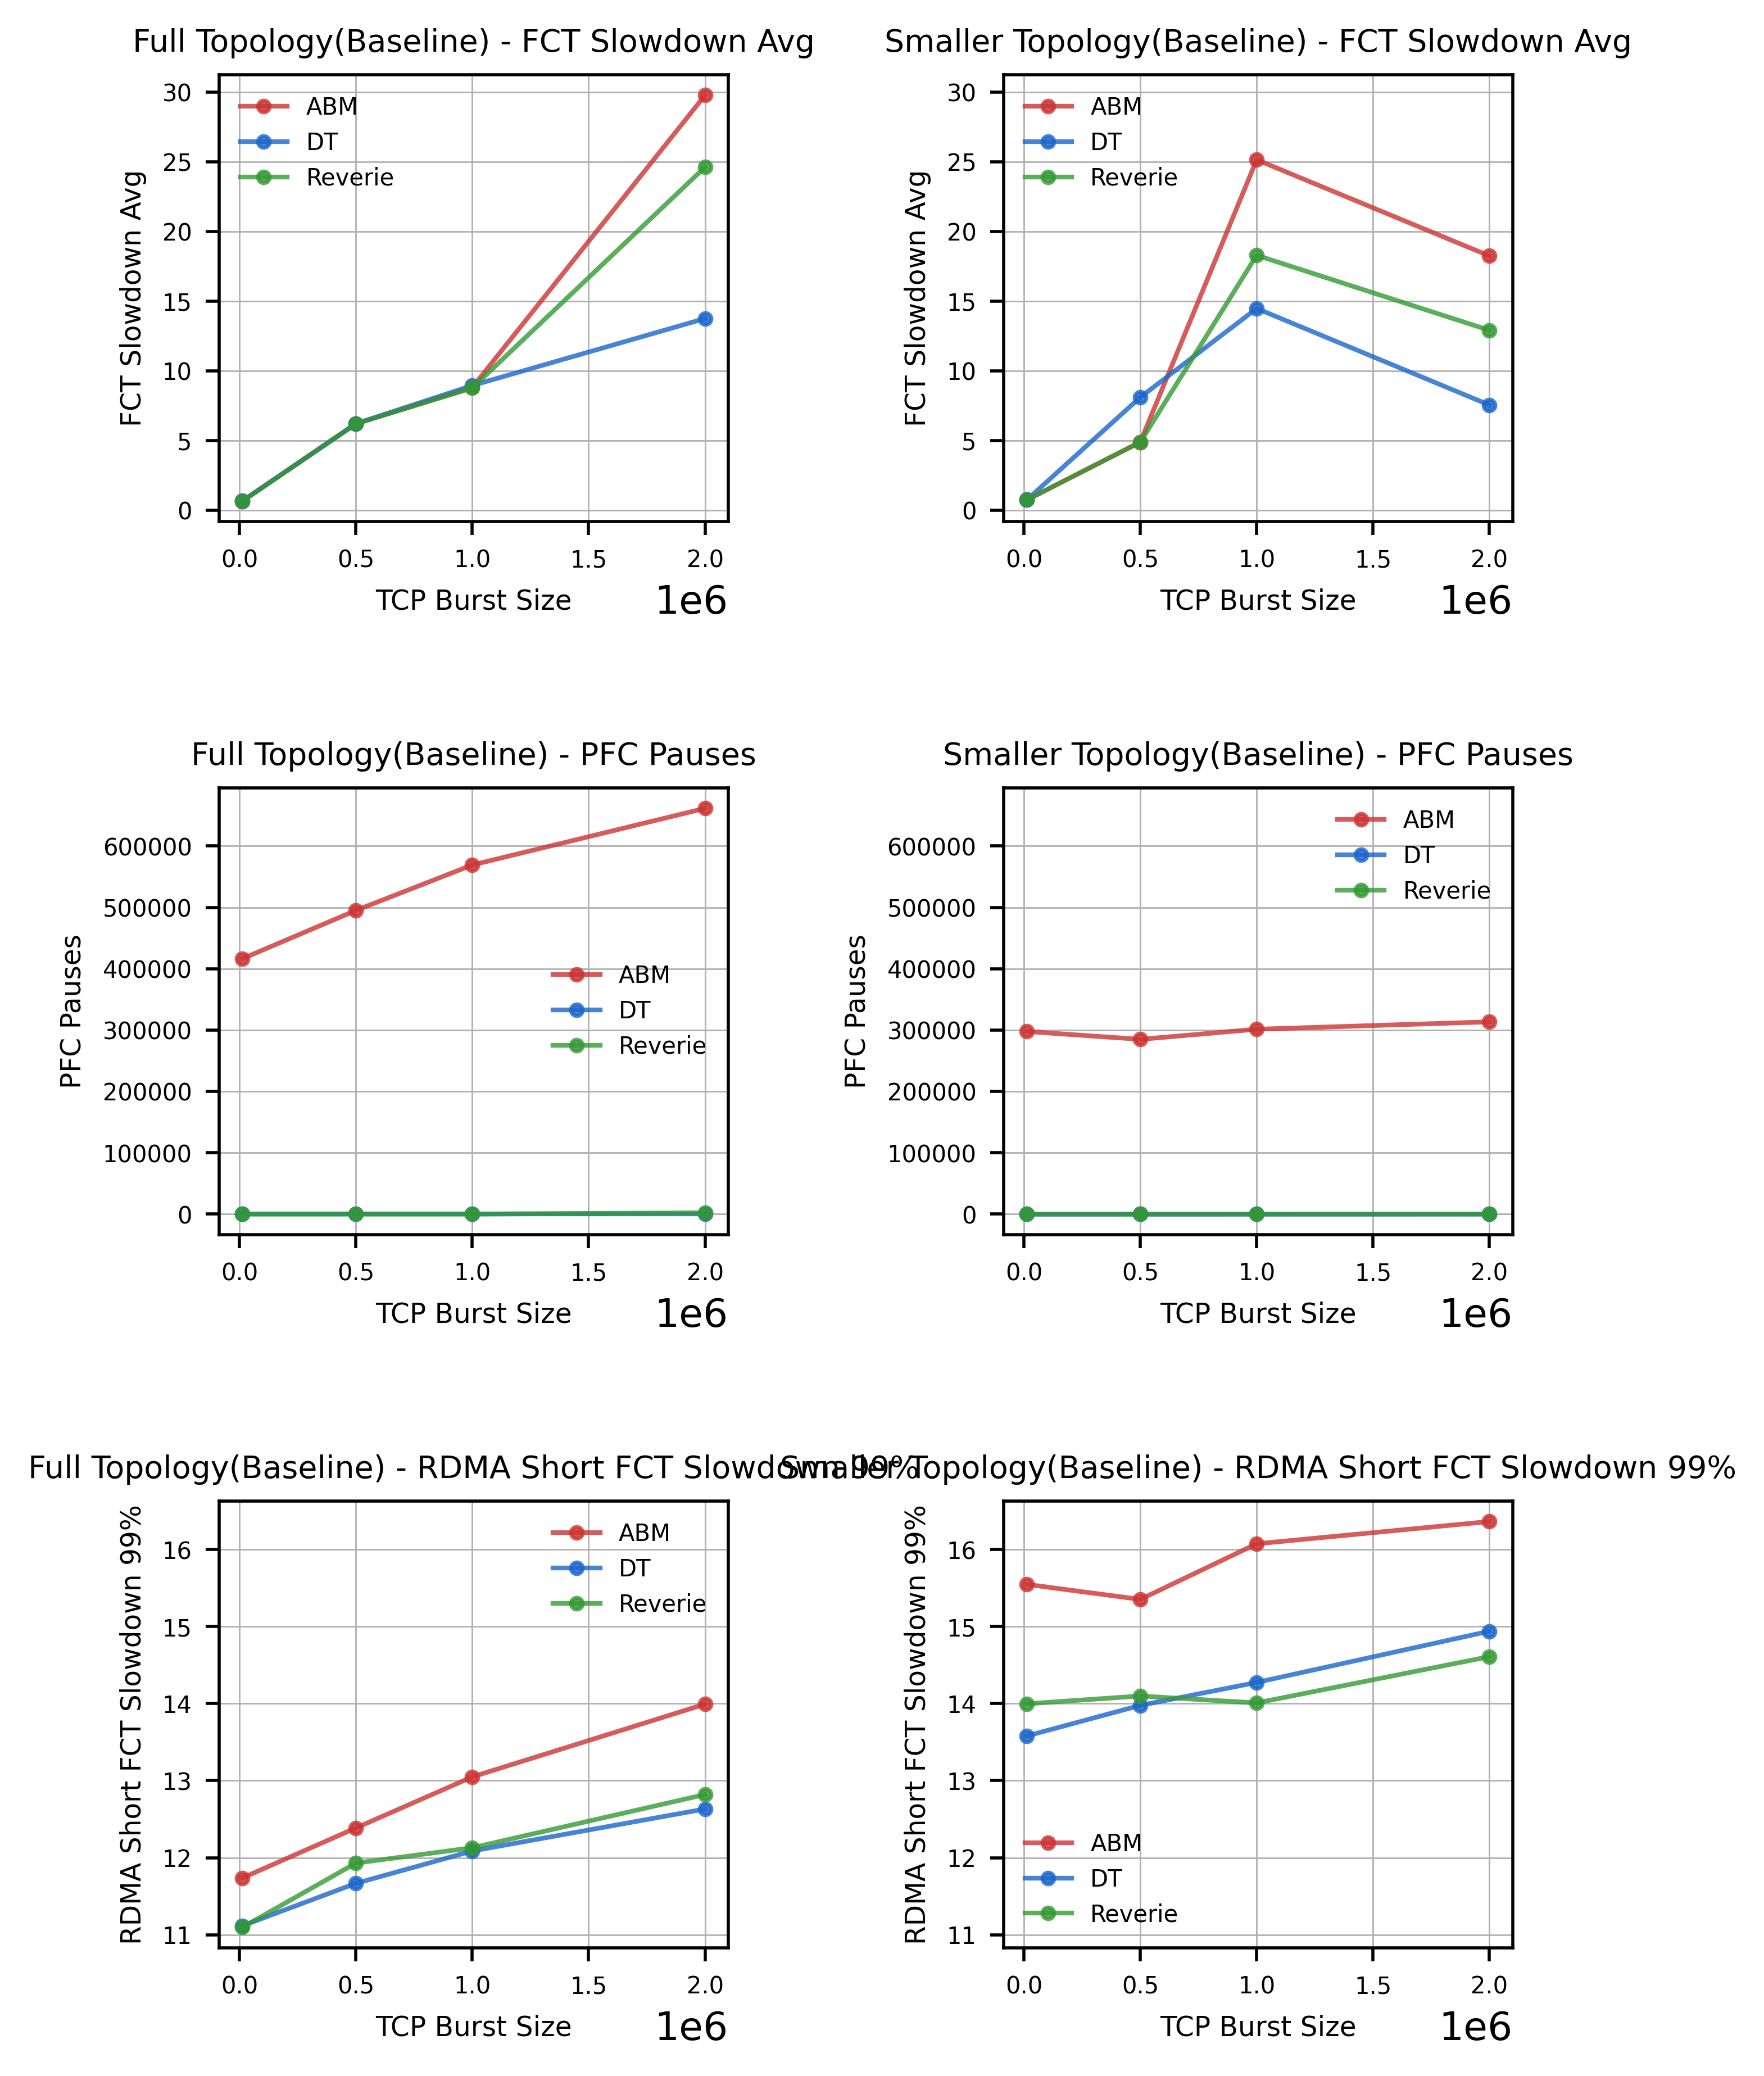 Full Topology(Baseline) - FCT Slowdown Avg
FCT Slowdown Avg
30
25
20
15
10
5
0
ABM
DT
Reverie
0.0 0.5 1.0 1.5 2.0
TCP Burst Size 1e6
Smaller Topology(Baseline) - FCT Slowdown Avg
FCT Slowdown Avg
30
25
20
15
10
5
0
ABM
DT
Reverie
0.0 0.5 1.0 1.5 2.0
TCP Burst Size 1e6
Full Topology(Baseline) - PFC Pauses
PFC Pauses
600000
500000
400000
300000
200000
100000
0
ABM
DT
Reverie
0.0 0.5 1.0 1.5 2.0
TCP Burst Size 1e6
Smaller Topology(Baseline) - PFC Pauses
PFC Pauses
600000
500000
400000
300000
200000
100000
0
ABM
DT
Reverie
0.0 0.5 1.0 1.5 2.0
TCP Burst Size 1e6
Full Topology(Baseline) - RDMA Short FCT Slowdown 99%
RDMA Short FCT Slowdown 99%
16
15
14
13
12
11
ABM
DT
Reverie
0.0 0.5 1.0 1.5 2.0
TCP Burst Size 1e6
Smaller Topology(Baseline) - RDMA Short FCT Slowdown 99%
RDMA Short FCT Slowdown 99%
16
15
14
13
12
11
ABM
DT
Reverie
0.0 0.5 1.0 1.5 2.0
TCP Burst Size 1e6